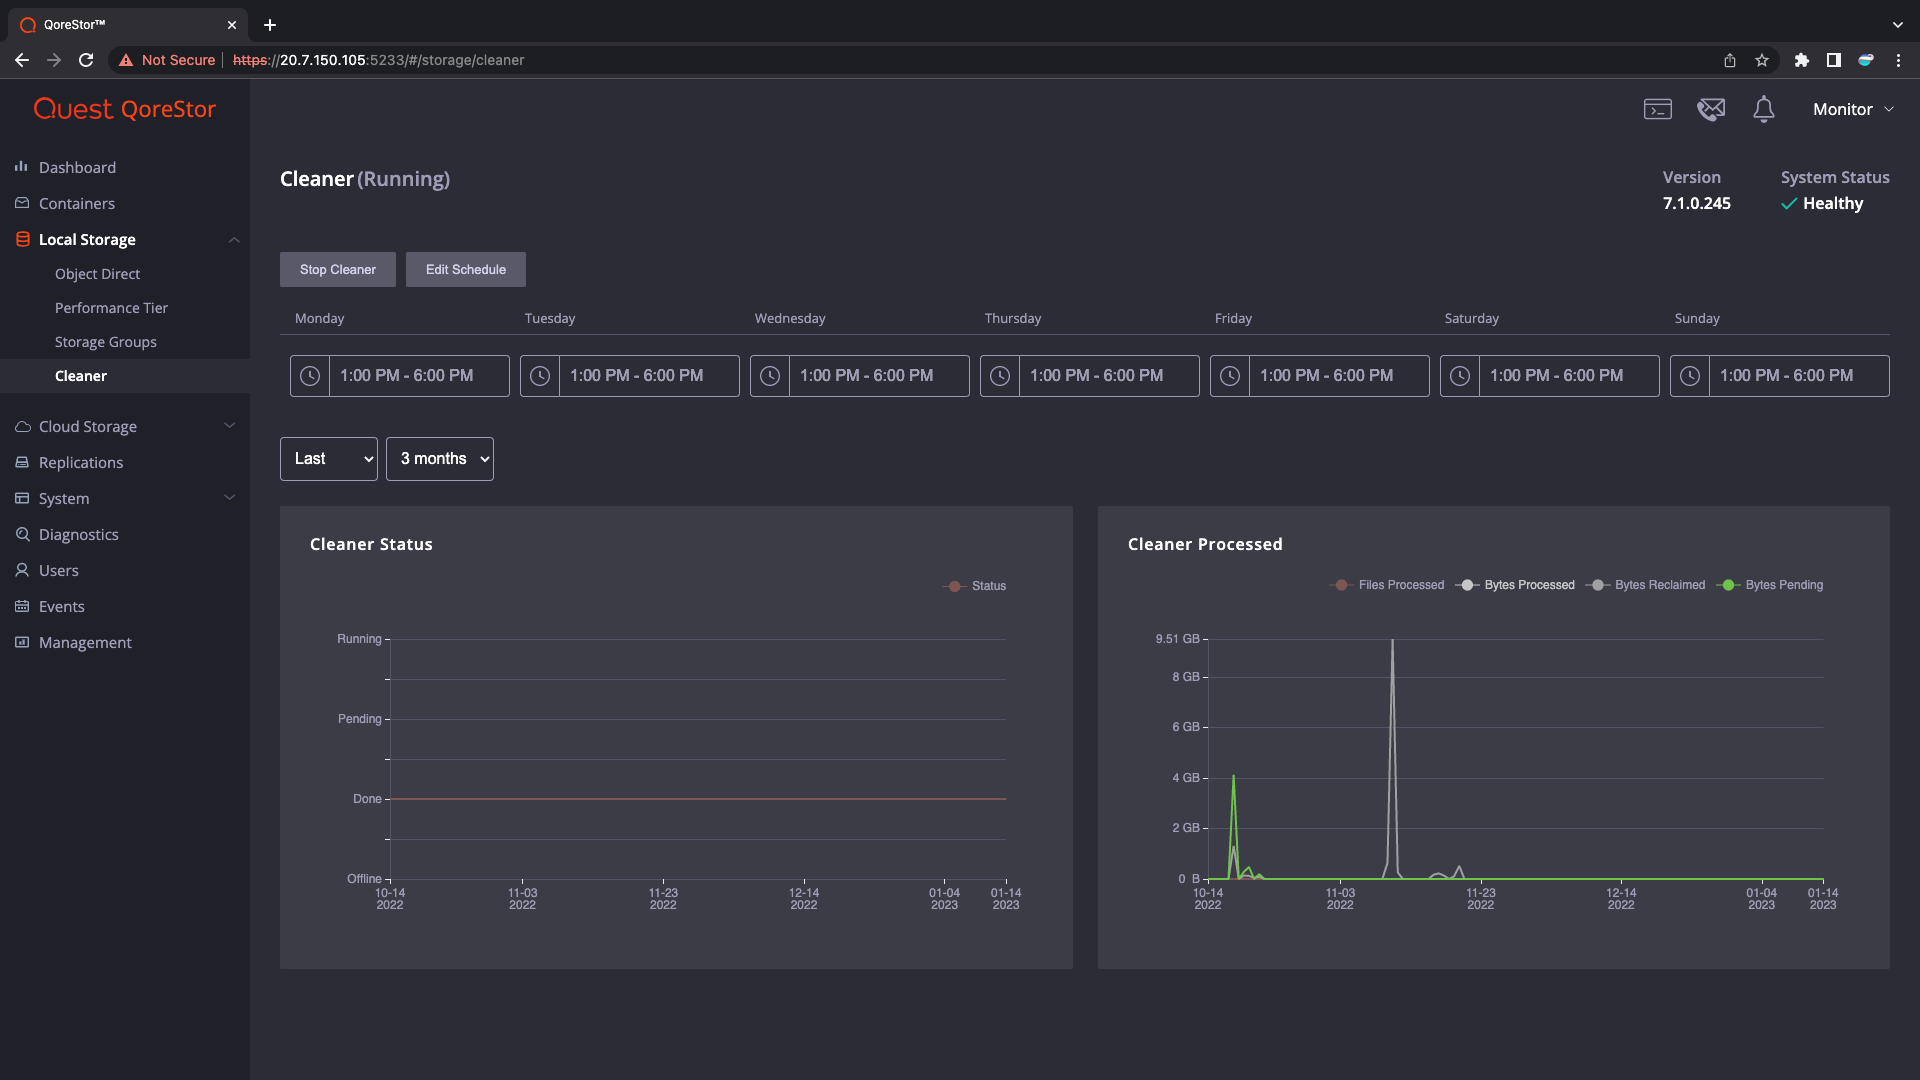 QoreStor™
Not Secure https://20.7.150.105:5233/#/storage/cleaner
Quest QoreStor
Monitor
Dashboard
Containers
Local Storage
Object Direct
Performance Tier
Storage Groups
Cleaner
Cloud Storage
Replications
System
Diagnostics
Users
Events
Management
Cleaner (Running)
Version
7.1.0.245
System Status
Healthy
Stop Cleaner Edit Schedule
Monday Tuesday Wednesday Thursday Friday Saturday Sunday
1:00 PM - 6:00 PM 1:00 PM - 6:00 PM 1:00 PM - 6:00 PM 1:00 PM - 6:00 PM 1:00 PM - 6:00 PM 1:00 PM - 6:00 PM 1:00 PM - 6:00 PM
Last 3 months
Cleaner Status
Status
Running
Pending
Done
Offline
10-14 11-03 11-23 12-14 01-04 01-14
2022 2022 2022 2022 2023 2023
Cleaner Processed
Files Processed Bytes Processed Bytes Reclaimed Bytes Pending
9.51 GB
8 GB
6 GB
4 GB
2 GB
0 B
10-14 11-03 11-23 12-14 01-04 01-14
2022 2022 2022 2022 2023 2023